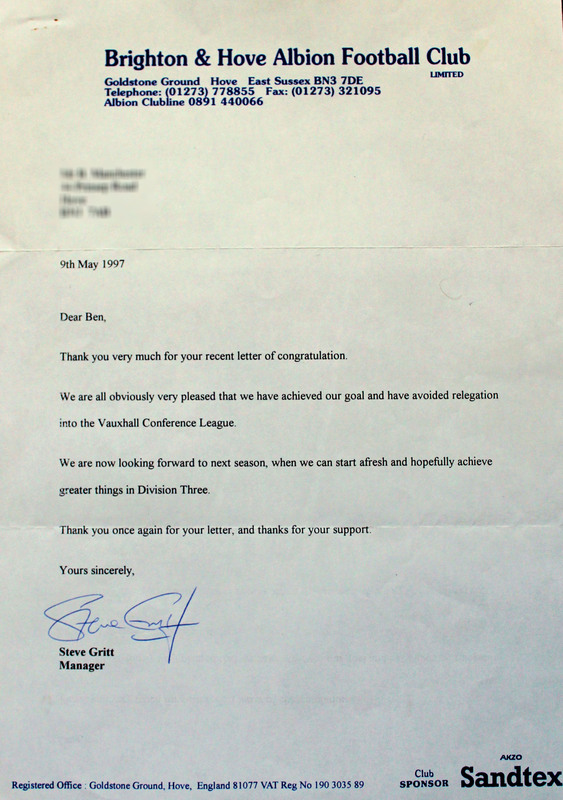 Brighton & Hove Albion Football Club
LIMITED
Goldstone Ground Hove East Sussex BN3 7DE
Telephone: (01273) 778855 Fax: (01273) 321095
Albion Clubline 0891 440066
9th May 1997
Dear Ben,
Thank you very much for your recent letter of congratulation.
We are all obviously very pleased that we have achieved our goal and have avoided relegation
into the Vauxhall Conference League.
We are now looking forward to next season, when we can start afresh and hopefully achieve
greater things in Division Three.
Thank you once again for your letter, and thanks for your support.
Yours sincerely,
Steve Gritt
Steve Gritt
Manager
Registered Office : Goldstone Ground, Hove, England 81077 VAT Reg No 190 3035 89
Club
SPONSOR
AKZO
Sandtex